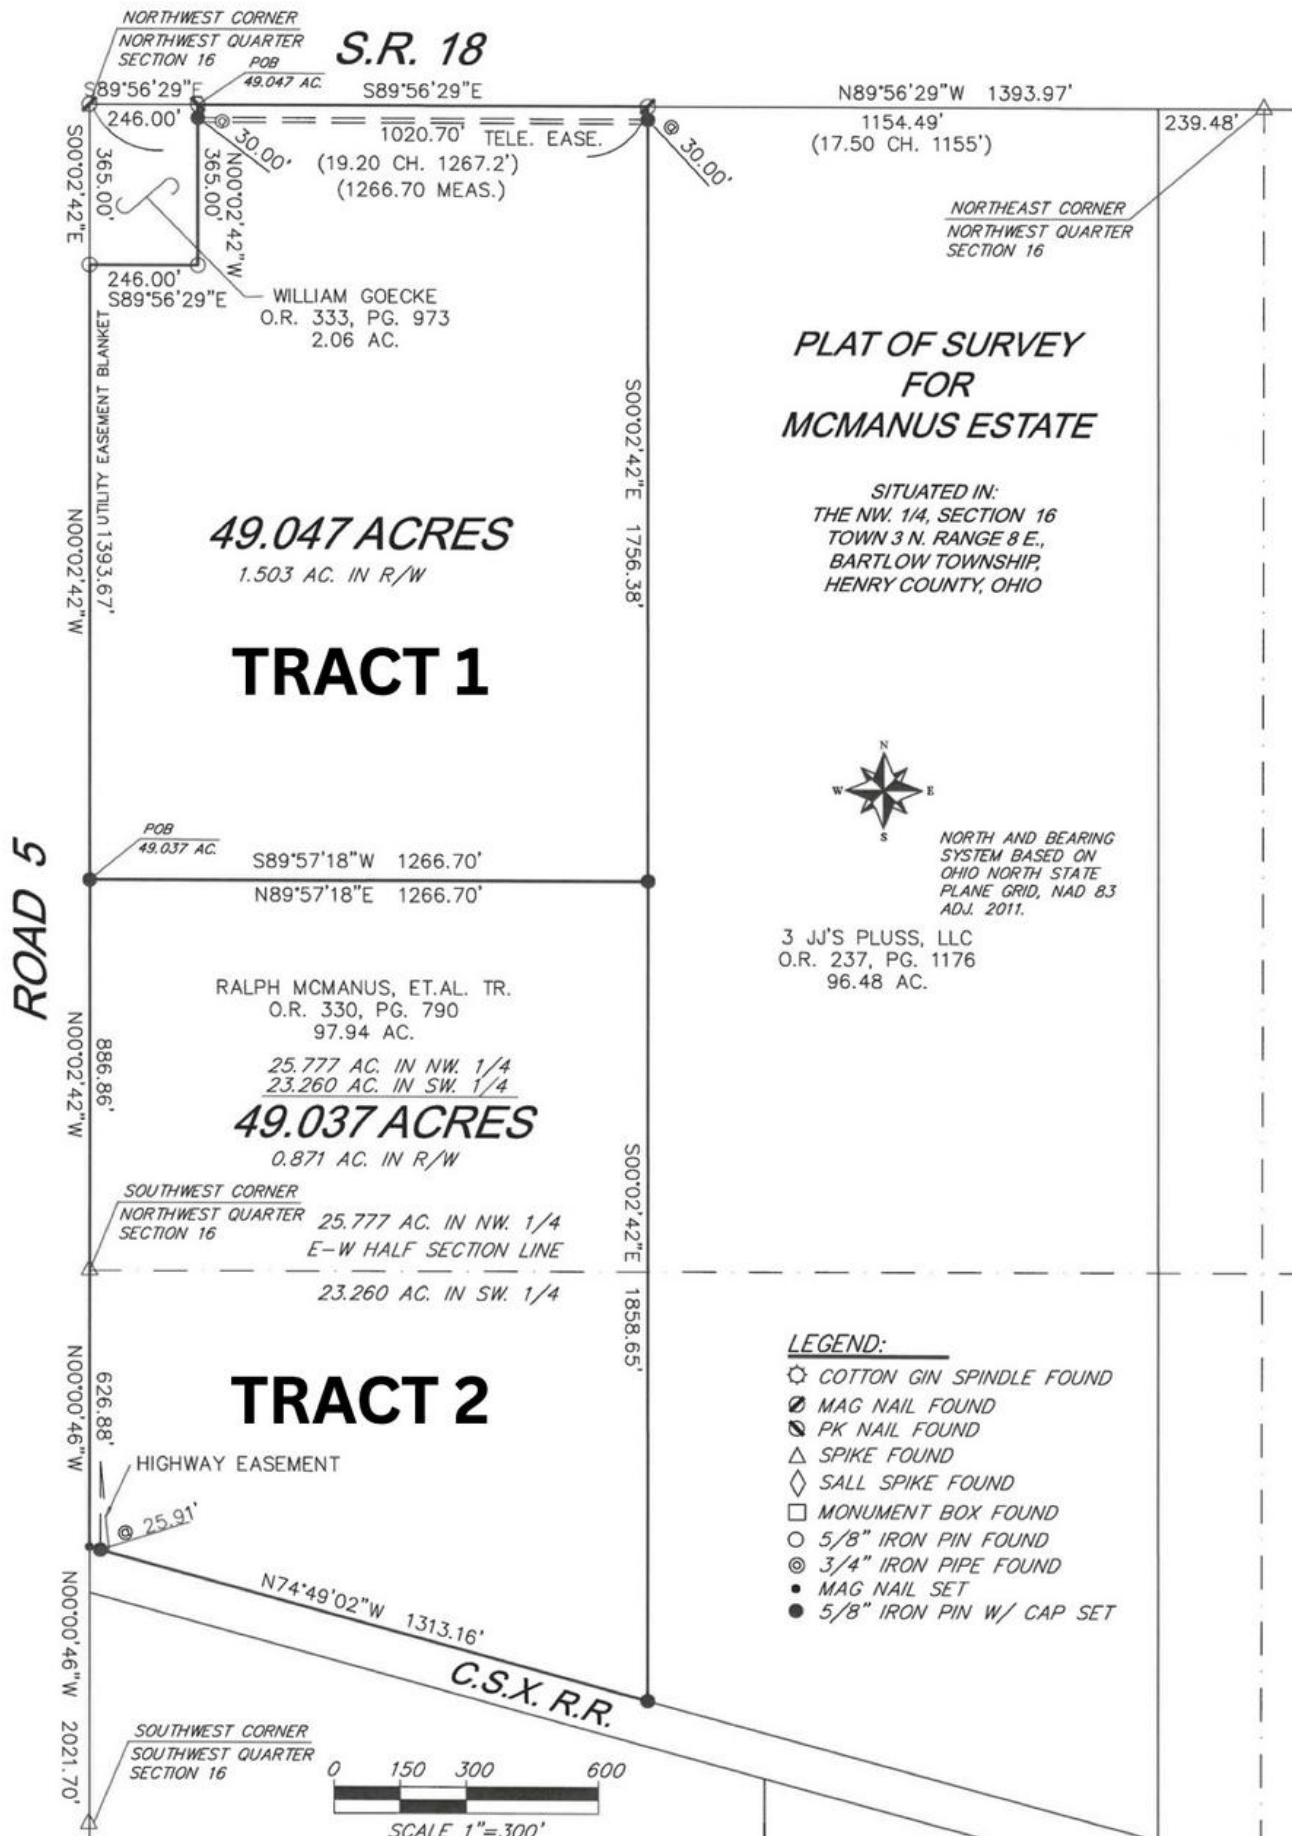 NORTHWEST CORNER
NORTHWEST QUARTER
SECTION 16
POB
49.047 AC.
S.R. 18
S89°56'29"E
S89°56'29"E
N89°56'29"W 1393.97'
246.00'
@ 30.00'
1020.70'
TELE. EASE.
(19.20 CH. 1267.2')
(1266.70 MEAS.)
@ 30.00'
1154.49'
(17.50 CH. 1155')
239.48'
S00°02'42"E
365.00'
N00°02'42"W
365.00'
NORTHEAST CORNER
NORTHWEST QUARTER
SECTION 16
246.00'
S89°56'29"E
WILLIAM GOECKE
O.R. 333, PG. 973
2.06 AC.
PLAT OF SURVEY
FOR
MCMANUS ESTATE
SITUATED IN:
THE NW. 1/4, SECTION 16
TOWN 3 N. RANGE 8 E.,
BARTLOW TOWNSHIP,
HENRY COUNTY, OHIO
UTILITY EASEMENT BLANKET
N00°02'42"W
1393.67'
S00°02'42"E 1756.38'
49.047 ACRES
1.503 AC. IN R/W
TRACT 1
N
W
E
S
NORTH AND BEARING
SYSTEM BASED ON
OHIO NORTH STATE
PLANE GRID, NAD 83
ADJ. 2011.
POB
49.037 AC.
S89°57'18"W 1266.70'
N89°57'18"E 1266.70'
ROAD 5
3 JJ'S PLUSS, LLC
O.R. 237, PG. 1176
96.48 AC.
RALPH MCMANUS, ET.AL. TR.
O.R. 330, PG. 790
97.94 AC.
25.777 AC. IN NW. 1/4
23.260 AC. IN SW. 1/4
49.037 ACRES
0.871 AC. IN R/W
N00°02'42"W
886.86'
S00°02'42"E 1858.65'
SOUTHWEST CORNER
NORTHWEST QUARTER
SECTION 16
25.777 AC. IN NW. 1/4
E-W HALF SECTION LINE
23.260 AC. IN SW. 1/4
TRACT 2
N00°00'46"W
626.88'
HIGHWAY EASEMENT
@ 25.91'
N74°49'02"W 1313.16'
C.S.X. R.R.
N00°00'46"W 2021.70'
LEGEND:
COTTON GIN SPINDLE FOUND
MAG NAIL FOUND
PK NAIL FOUND
SPIKE FOUND
SALL SPIKE FOUND
MONUMENT BOX FOUND
5/8" IRON PIN FOUND
3/4" IRON PIPE FOUND
MAG NAIL SET
5/8" IRON PIN W/ CAP SET
SOUTHWEST CORNER
SOUTHWEST QUARTER
SECTION 16
0 150 300 600
SCALE 1"=300'